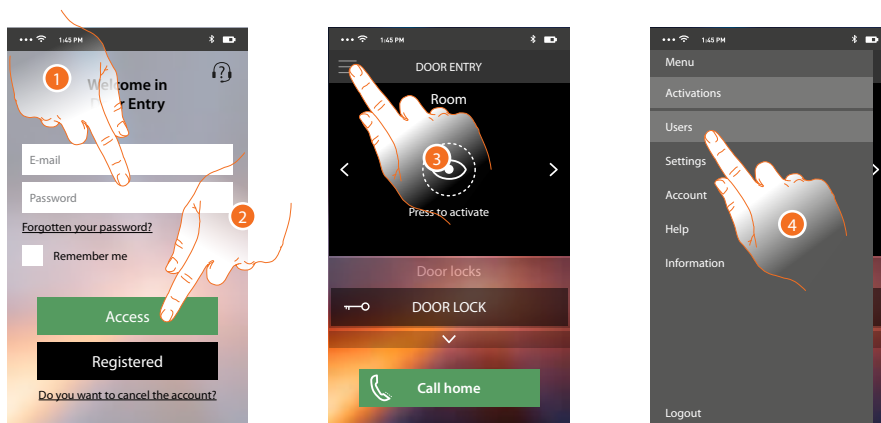 1:45 PM
1
Welcome in
Door Entry
E-mail
Password
2
Forgotten your password?
Remember me
Access
Registered
Do you want to cancel the account?
1:45 PM
DOOR ENTRY
Room
3
Press to activate
Door locks
DOOR LOCK
Call home
1:45 PM
Menu
Activations
Users
Settings
Account
4
Help
Information
Logout